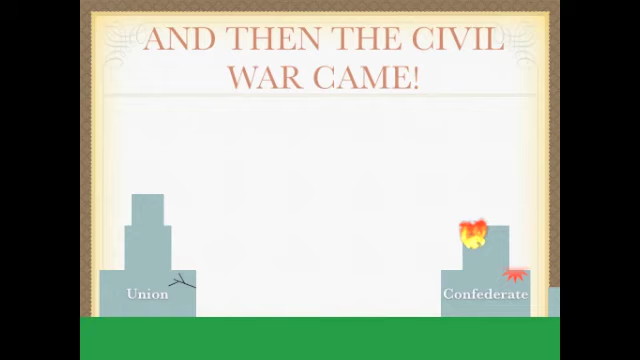 AND THEN THE CIVIL
WAR CAME!
Union
Confederate